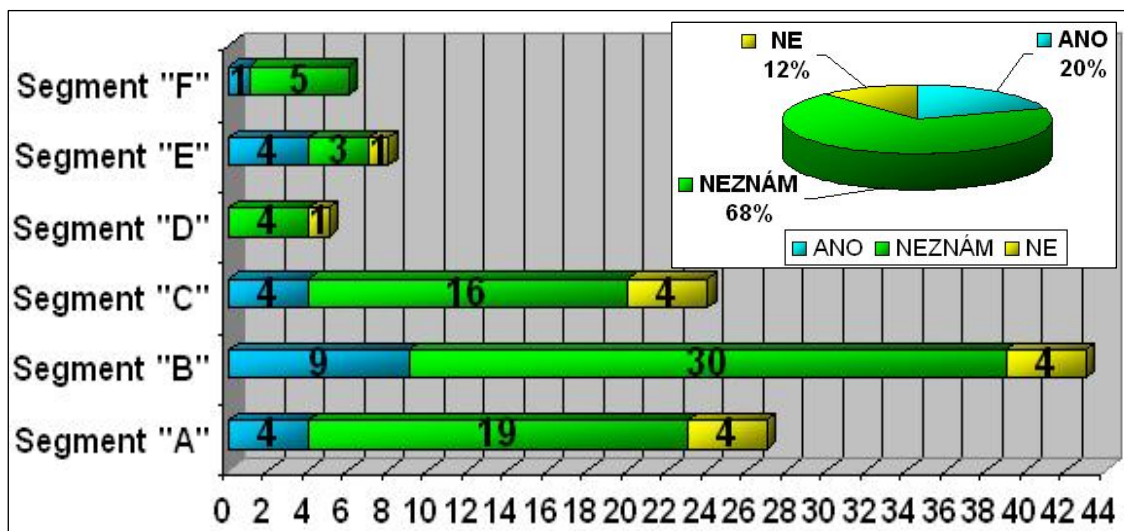 NE
12%
ANO
20%
NEZNÁM
68%
ANO NEZNÁM NE
Segment "F" 1 5
Segment "E" 4 3 1
Segment "D" 4 1
Segment "C" 4 16 4
Segment "B" 9 30 4
Segment "A" 4 19 4
0 2 4 6 8 10 12 14 16 18 20 22 24 26 28 30 32 34 36 38 40 42 44